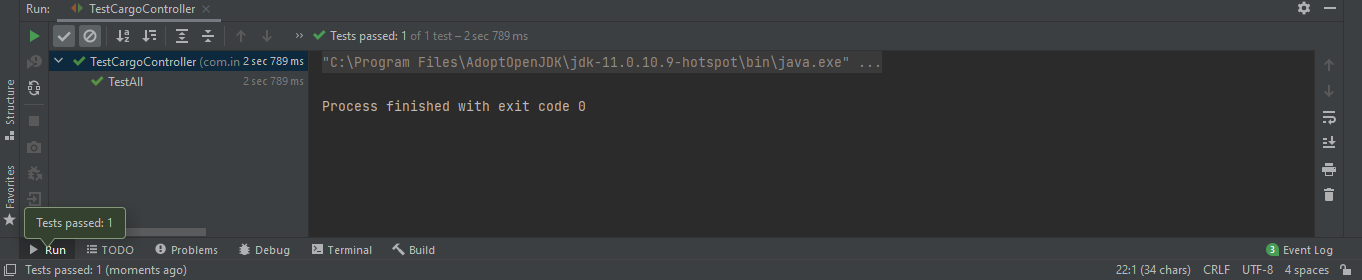 Run: TestCargoController
Tests passed: 1 of 1 test – 2 sec 789 ms
TestCargoController (com.in 2 sec 789 ms
TestAll 2 sec 789 ms
"C:\Program Files\AdoptOpenJDK\jdk-11.0.10.9-hotspot\bin\java.exe" ...
Process finished with exit code 0
Structure
Favorites
Tests passed: 1
Run TODO Problems Debug Terminal Build 3 Event Log
Tests passed: 1 (moments ago) 22:1 (34 chars) CRLF UTF-8 4 spaces